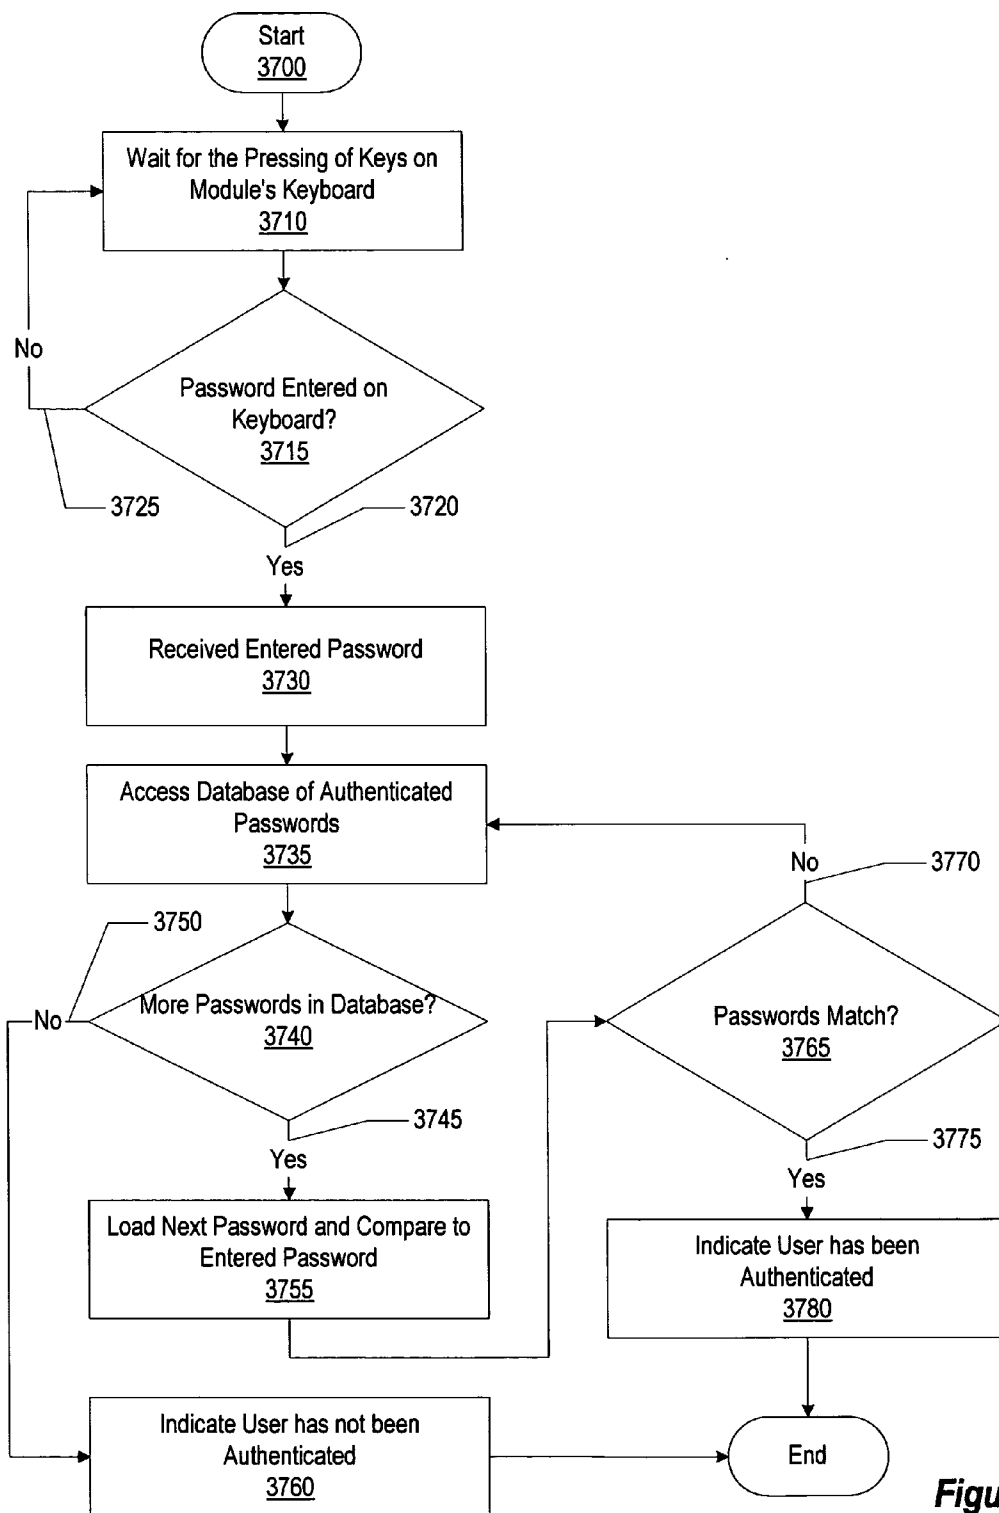 Start
3700
Wait for the Pressing of Keys on
Module's Keyboard
3710
No
Password Entered on
Keyboard?
3715
3725
3720
Yes
Received Entered Password
3730
Access Database of Authenticated
Passwords
3735
No
3770
3750
No
More Passwords in Database?
3740
Passwords Match?
3765
3745
3775
Yes
Yes
Load Next Password and Compare to
Entered Password
3755
Indicate User has been
Authenticated
3780
Indicate User has not been
Authenticated
3760
End
Figu